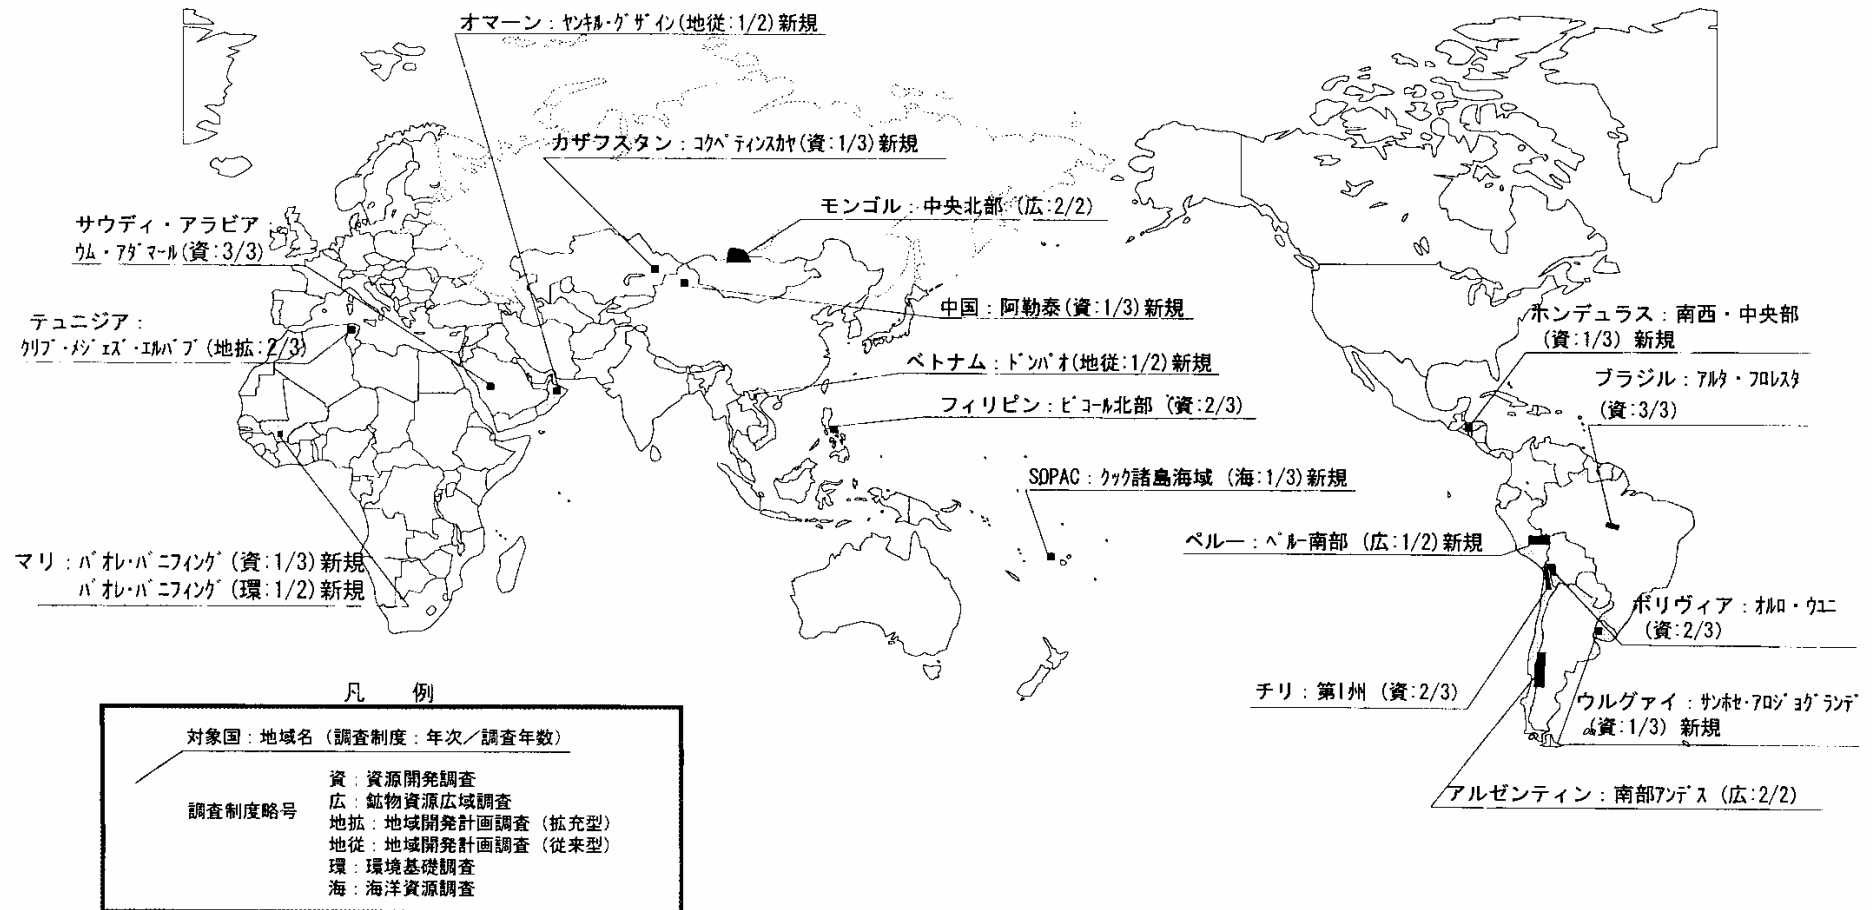 オマーン：ﾔﾝｷﾙ･ｸﾞｻﾞｲﾝ(地従:1/2)新規
カザフスタン：ｺｸﾍﾟﾃｨﾝｽｶﾔ(資:1/3)新規
モンゴル：中央北部 (広:2/2)
サウディ・アラビア：
ｳﾑ・ｱﾀﾞﾏｰﾙ(資:3/3)
中国：阿勒泰(資:1/3)新規
テュニジア：
ｸﾘﾌﾞ･ﾒｼﾞｪｽﾞ･ｴﾙﾊﾞﾌﾞ(地拡:2/3)
ベトナム：ﾄﾞﾝﾊﾟｵ(地従:1/2)新規
フィリピン：ﾋﾞｺｰﾙ北部 (資:2/3)
ホンデュラス：南西・中央部
(資:1/3) 新規
ブラジル：ｱﾙﾀ・ﾌﾛﾚｽﾀ
(資:3/3)
SOPAC：ｸｯｸ諸島海域 (海:1/3)新規
ペルー：ﾍﾟﾙｰ南部 (広:1/2)新規
マリ：ﾊﾞｵﾚ･ﾊﾞﾆﾌｨﾝｸﾞ(資:1/3)新規
ﾊﾞｵﾚ･ﾊﾞﾆﾌｨﾝｸﾞ(環:1/2)新規
ボリヴィア：ｵﾙﾛ・ｳﾕﾆ
(資:2/3)
チリ：第I州 (資:2/3)
ウルグァイ：ｻﾝﾎｾ･ｱﾛｼﾞｮｸﾞﾗﾝﾃﾞ
(資:1/3) 新規
アルゼンティン：南部ｱﾝﾃﾞｽ (広:2/2)
凡 例
対象国：地域名 (調査制度：年次／調査年数)
調査制度略号
資：資源開発調査
広：鉱物資源広域調査
地拡：地域開発計画調査 (拡充型)
地従：地域開発計画調査 (従来型)
環：環境基礎調査
海：海洋資源調査